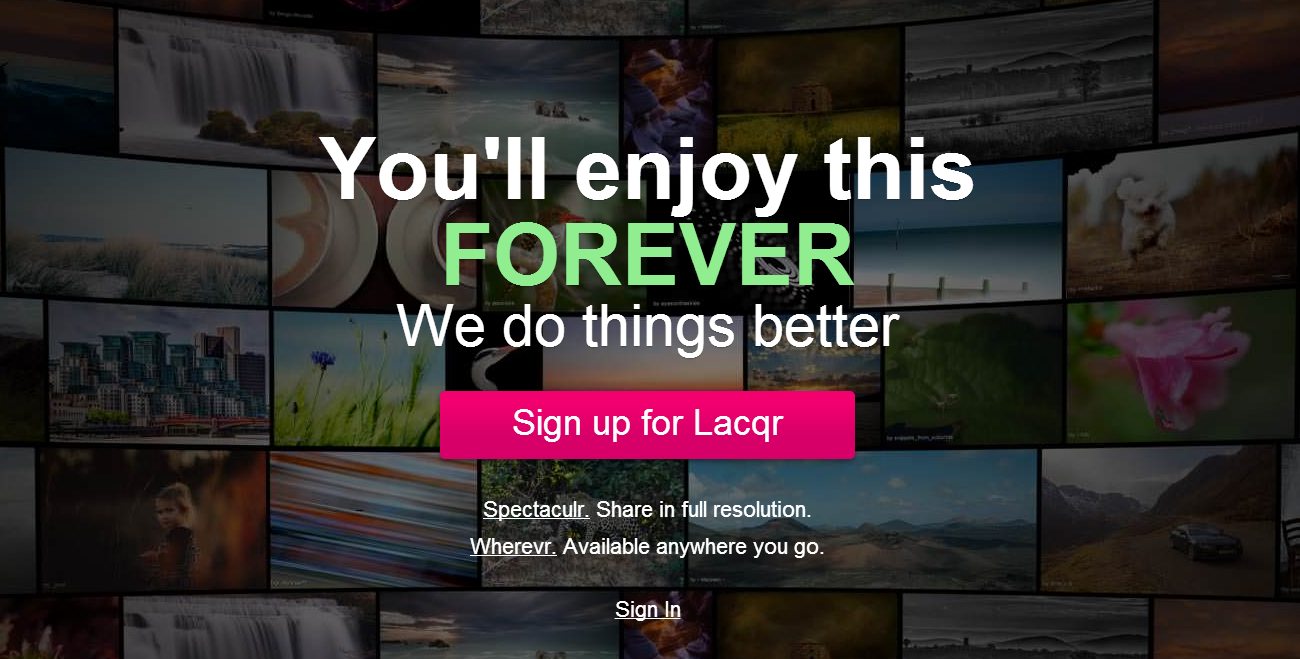 You'll enjoy this
FOREVER
We do things better
Sign up for Lacqr
Spectaculr. Share in full resolution.
Wherevr. Available anywhere you go.
Sign In